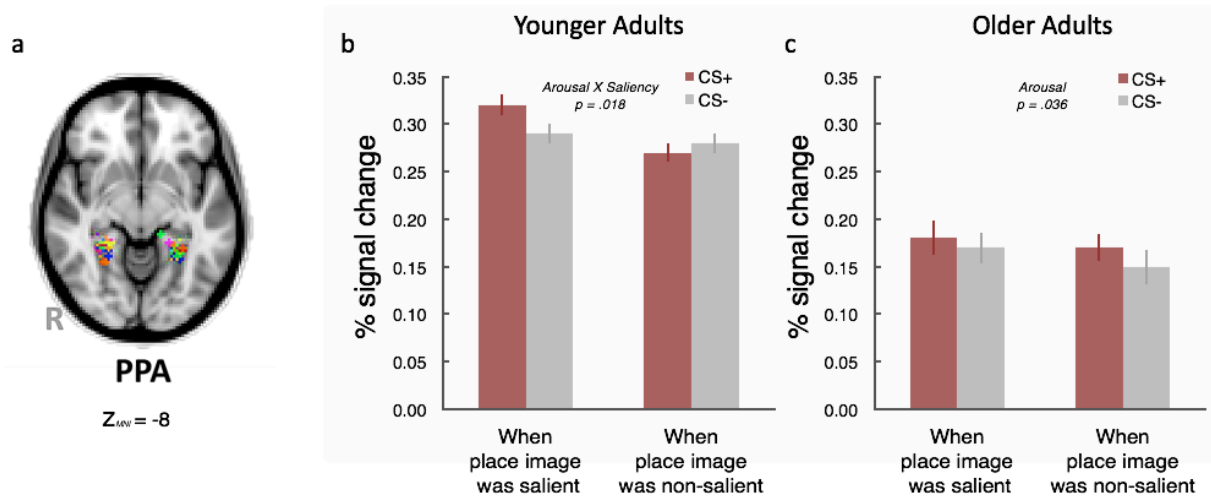 a
R
PPA
ZMNI = -8
Younger Adults
b
Arousal X Saliency
p = .018
CS+
CS-
% signal change
0.35
0.30
0.25
0.20
0.15
0.10
0.05
0.00
When
place image
was salient
When
place image
was non-salient
Older Adults
c
Arousal
p = .036
CS+
CS-
% signal change
0.35
0.30
0.25
0.20
0.15
0.10
0.05
0.00
When
place image
was salient
When
place image
was non-salient